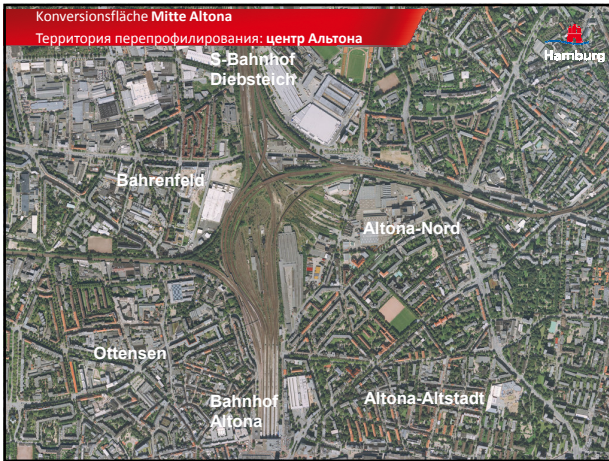 Konversionsfläche Mitte Altona
Территория перепрофилирования: центр Альтона
Hamburg
S-Bahnhof
Diebsteich
Bahrenfeld
Altona-Nord
Ottensen
Bahnhof
Altona
Altona-Altstadt